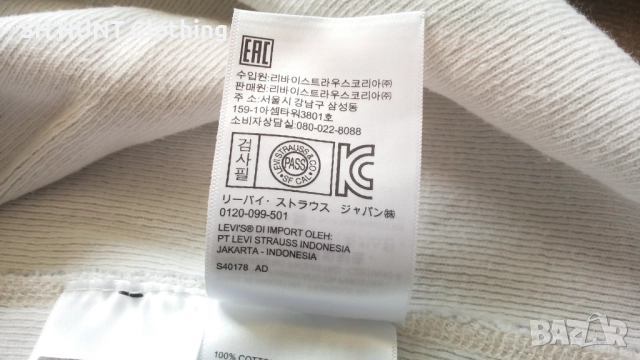 Clothing
EAC
수입원:리바이스트라우스코리아㈜
판매원:리바이스트라우스코리아㈜
주 소:서울시 강남구 삼성동
159-1아셈타워3801호
소비자상담실:080-022-8088
검사필
LEVI STRAUSS & CO
PASS
SF CAL
KC
リーバイ・ストラウス ジャパン㈱
0120-099-501
LEVI'S® DI IMPORT OLEH:
PT LEVI STRAUSS INDONESIA
JAKARTA - INDONESIA
S40178 AD
100% COTTO
BAZAR